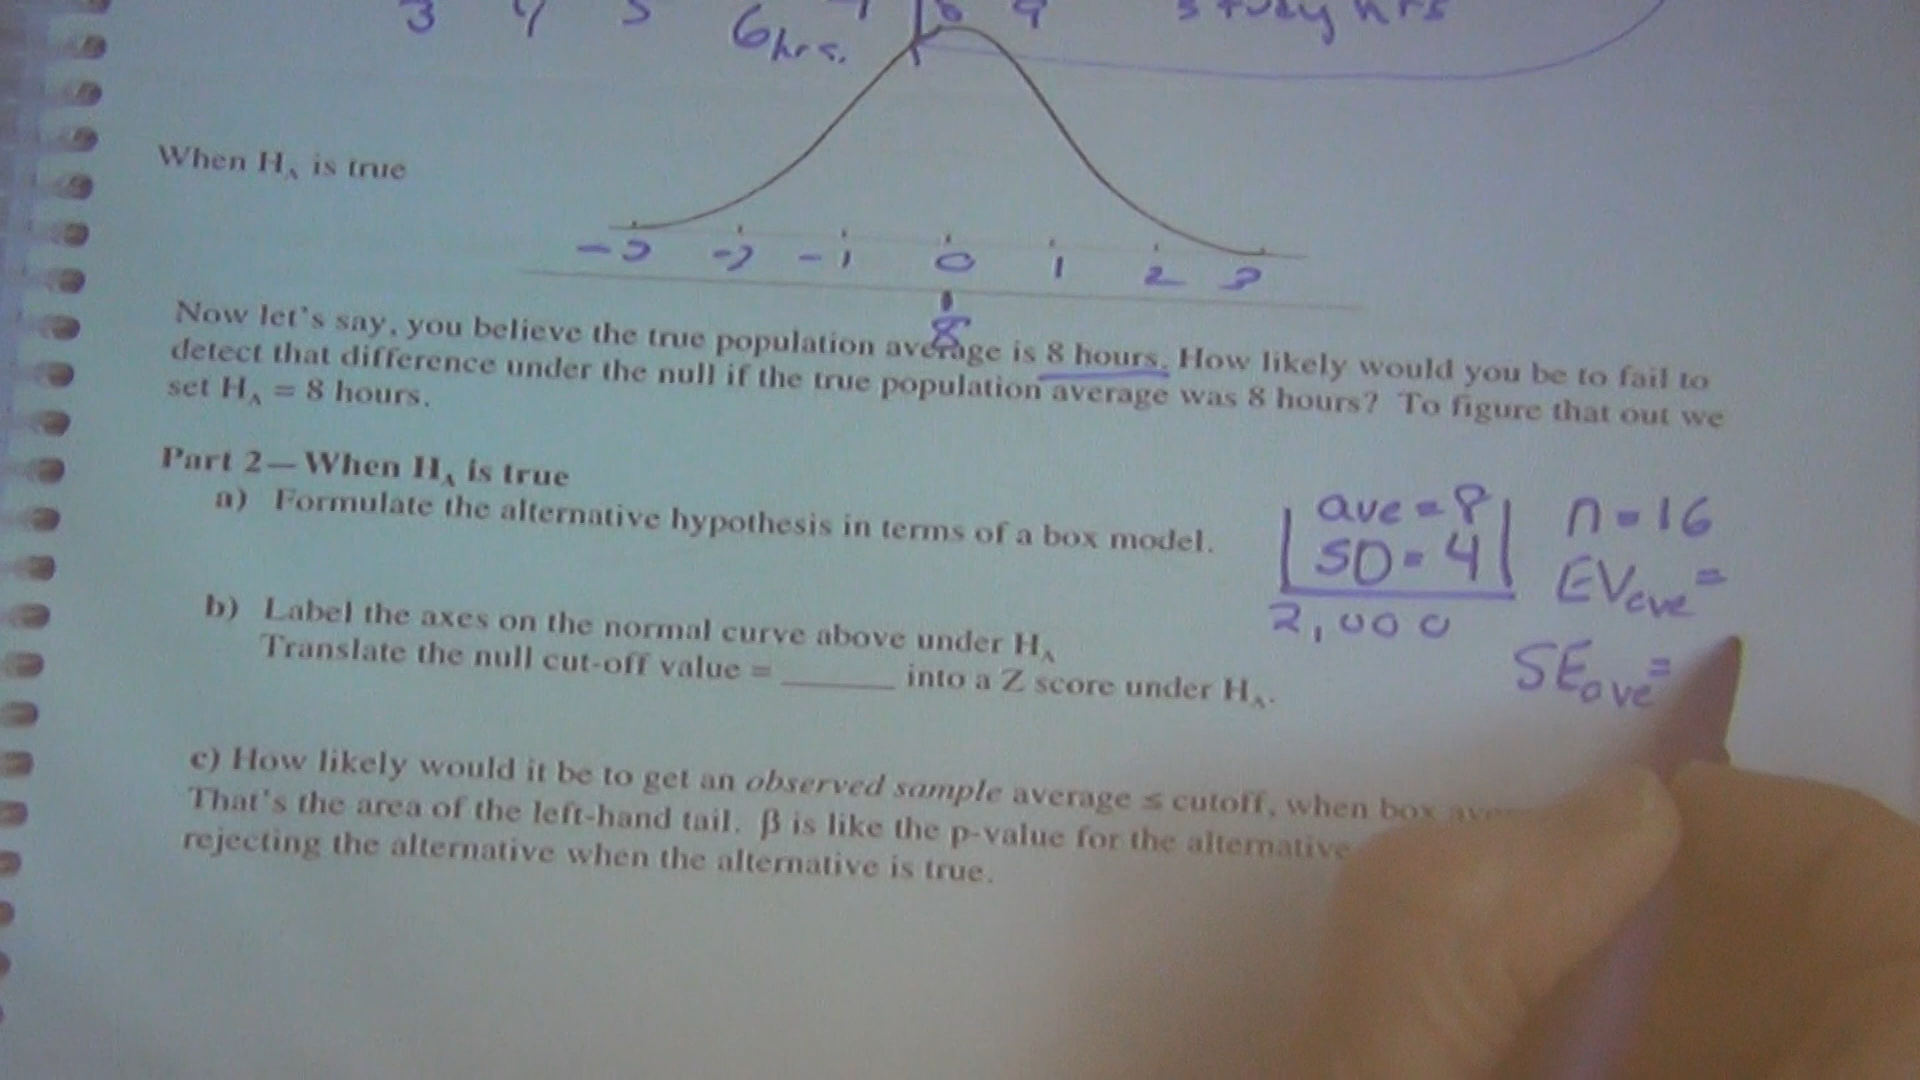 3 4 5 6hrs. 7 8 9 study hrs
When H_A is true
-3 -2 -1 0 1 2 3
8
Now let's say, you believe the true population average is 8 hours. How likely would you be to fail to
detect that difference under the null if the true population average was 8 hours? To figure that out we
set H_A = 8 hours.
Part 2—When H_A is true
a) Formulate the alternative hypothesis in terms of a box model.
ave = 8 n = 16
SD = 4 EVave =
2,000
SEave =
b) Label the axes on the normal curve above under H_A
Translate the null cut-off value = ______ into a Z score under H_A.
c) How likely would it be to get an observed sample average ≤ cutoff, when box
That's the area of the left-hand tail. β is like the p-value for the alternative
rejecting the alternative when the alternative is true.